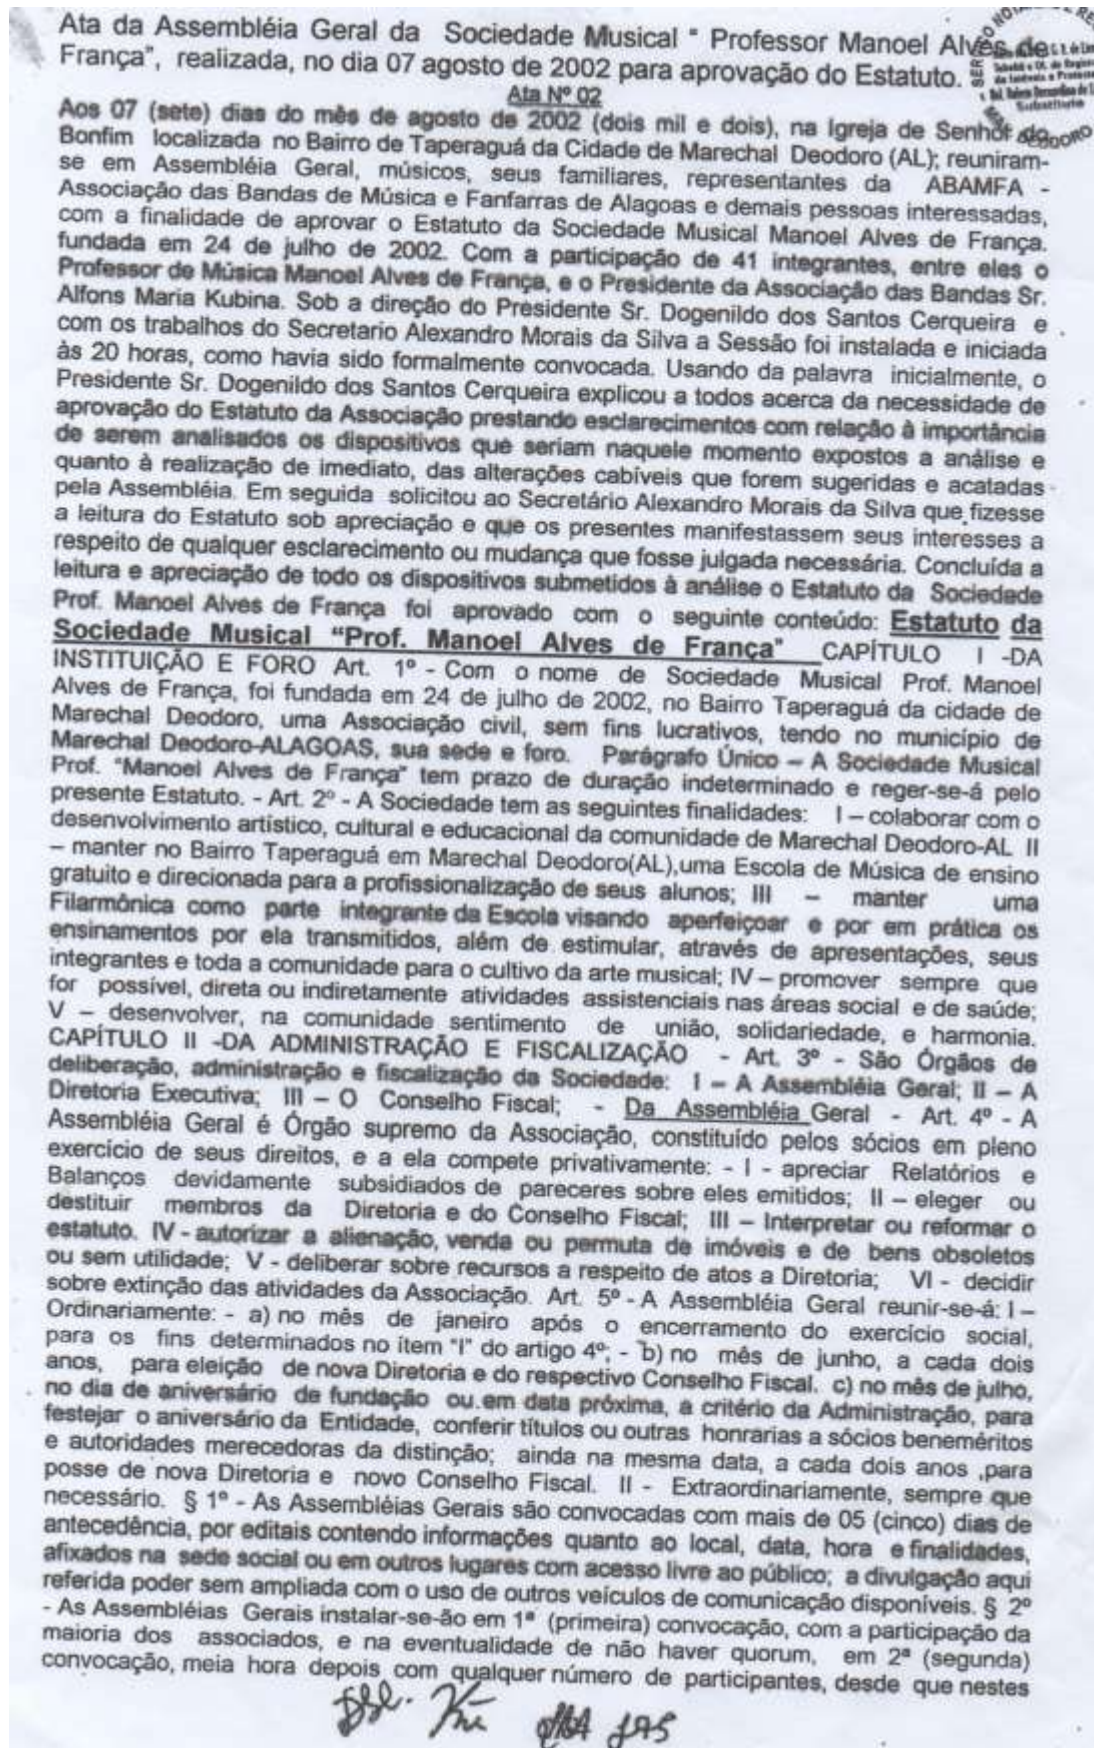 Ata da Assembléia Geral da Sociedade Musical " Professor Manoel Alves de
França", realizada, no dia 07 agosto de 2002 para aprovação do Estatuto.
Ata Nº 02
Aos 07 (sete) dias do mês de agosto de 2002 (dois mil e dois), na Igreja de Senhor do
Bonfim localizada no Bairro de Taperaguá da Cidade de Marechal Deodoro (AL); reuniram-
se em Assembléia Geral, músicos, seus familiares, representantes da ABAMFA -
Associação das Bandas de Música e Fanfarras de Alagoas e demais pessoas interessadas,
com a finalidade de aprovar o Estatuto da Sociedade Musical Manoel Alves de França.
fundada em 24 de julho de 2002. Com a participação de 41 integrantes, entre eles o
Professor de Música Manoel Alves de França, e o Presidente da Associação das Bandas Sr.
Alfons Maria Kubina. Sob a direção do Presidente Sr. Dogenildo dos Santos Cerqueira e
com os trabalhos do Secretario Alexandro Morais da Silva a Sessão foi instalada e iniciada
às 20 horas, como havia sido formalmente convocada. Usando da palavra inicialmente, o
Presidente Sr. Dogenildo dos Santos Cerqueira explicou a todos acerca da necessidade de
aprovação do Estatuto da Associação prestando esclarecimentos com relação à importância
de serem analisados os dispositivos que seriam naquele momento expostos a análise e
quanto à realização de imediato, das alterações cabíveis que forem sugeridas e acatadas
pela Assembléia. Em seguida solicitou ao Secretário Alexandro Morais da Silva que fizesse
a leitura do Estatuto sob apreciação e que os presentes manifestassem seus interesses a
respeito de qualquer esclarecimento ou mudança que fosse julgada necessária. Concluída a
leitura e apreciação de todo os dispositivos submetidos à análise o Estatuto da Sociedade
Prof. Manoel Alves de França foi aprovado com o seguinte conteúdo: Estatuto da
Sociedade Musical "Prof. Manoel Alves de França" CAPÍTULO I -DA
INSTITUIÇÃO E FORO Art. 1º - Com o nome de Sociedade Musical Prof. Manoel
Alves de França, foi fundada em 24 de julho de 2002, no Bairro Taperaguá da cidade de
Marechal Deodoro, uma Associação civil, sem fins lucrativos, tendo no município de
Marechal Deodoro-ALAGOAS, sua sede e foro. Parágrafo Único – A Sociedade Musical
Prof. "Manoel Alves de França" tem prazo de duração indeterminado e reger-se-á pelo
presente Estatuto. - Art. 2º - A Sociedade tem as seguintes finalidades: I – colaborar com o
desenvolvimento artístico, cultural e educacional da comunidade de Marechal Deodoro-AL II
– manter no Bairro Taperaguá em Marechal Deodoro(AL),uma Escola de Música de ensino
gratuito e direcionada para a profissionalização de seus alunos; III – manter uma
Filarmônica como parte integrante da Escola visando aperfeiçoar e por em prática os
ensinamentos por ela transmitidos, além de estimular, através de apresentações, seus
integrantes e toda a comunidade para o cultivo da arte musical; IV – promover sempre que
for possível, direta ou indiretamente atividades assistenciais nas áreas social e de saúde;
V – desenvolver, na comunidade sentimento de união, solidariedade, e harmonia.
CAPÍTULO II -DA ADMINISTRAÇÃO E FISCALIZAÇÃO - Art. 3º - São Órgãos de
deliberação, administração e fiscalização da Sociedade: I – A Assembléia Geral; II – A
Diretoria Executiva; III – O Conselho Fiscal; - Da Assembléia Geral - Art. 4º - A
Assembléia Geral é Órgão supremo da Associação, constituído pelos sócios em pleno
exercício de seus direitos, e a ela compete privativamente: - I - apreciar Relatórios e
Balanços devidamente subsidiados de pareceres sobre eles emitidos; II – eleger ou
destituir membros da Diretoria e do Conselho Fiscal; III – Interpretar ou reformar o
estatuto. IV - autorizar a alienação, venda ou permuta de imóveis e de bens obsoletos
ou sem utilidade; V - deliberar sobre recursos a respeito de atos a Diretoria; VI - decidir
sobre extinção das atividades da Associação. Art. 5º - A Assembléia Geral reunir-se-á: I –
Ordinariamente: - a) no mês de janeiro após o encerramento do exercício social,
para os fins determinados no ítem "I" do artigo 4º; - b) no mês de junho, a cada dois
anos, para eleição de nova Diretoria e do respectivo Conselho Fiscal. c) no mês de julho,
no dia de aniversário de fundação ou em data próxima, a critério da Administração, para
festejar o aniversário da Entidade, conferir títulos ou outras honrarias a sócios beneméritos
e autoridades merecedoras da distinção; ainda na mesma data, a cada dois anos ,para
posse de nova Diretoria e novo Conselho Fiscal. II - Extraordinariamente, sempre que
necessário. § 1º - As Assembléias Gerais são convocadas com mais de 05 (cinco) dias de
antecedência, por editais contendo informações quanto ao local, data, hora e finalidades,
afixados na sede social ou em outros lugares com acesso livre ao público; a divulgação aqui
referida poder sem ampliada com o uso de outros veículos de comunicação disponíveis. § 2º
- As Assembléias Gerais instalar-se-ão em 1ª (primeira) convocação, com a participação da
maioria dos associados, e na eventualidade de não haver quorum, em 2ª (segunda)
convocação, meia hora depois com qualquer número de participantes, desde que nestes